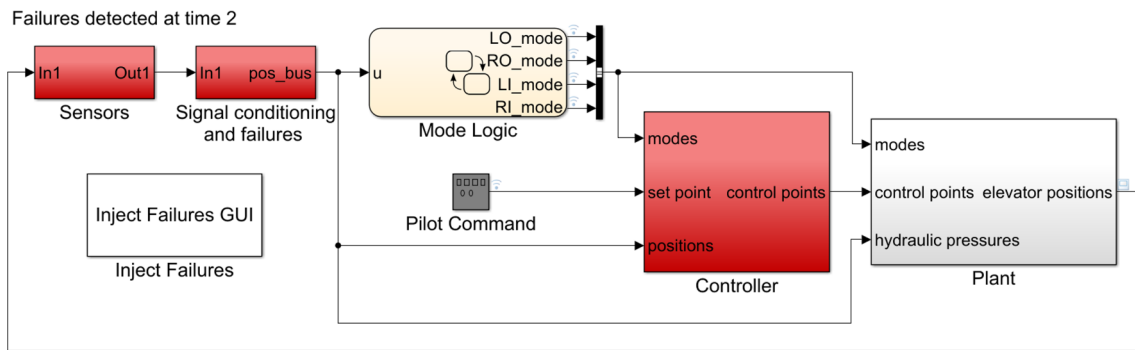 Failures detected at time 2
In1 Out1
Sensors
In1 pos_bus
Signal conditioning
and failures
u
LO_mode
RO_mode
LI_mode
RI_mode
Mode Logic
Inject Failures GUI
Inject Failures
Pilot Command
modes
set point control points
positions
Controller
modes
control points elevator positions
hydraulic pressures
Plant